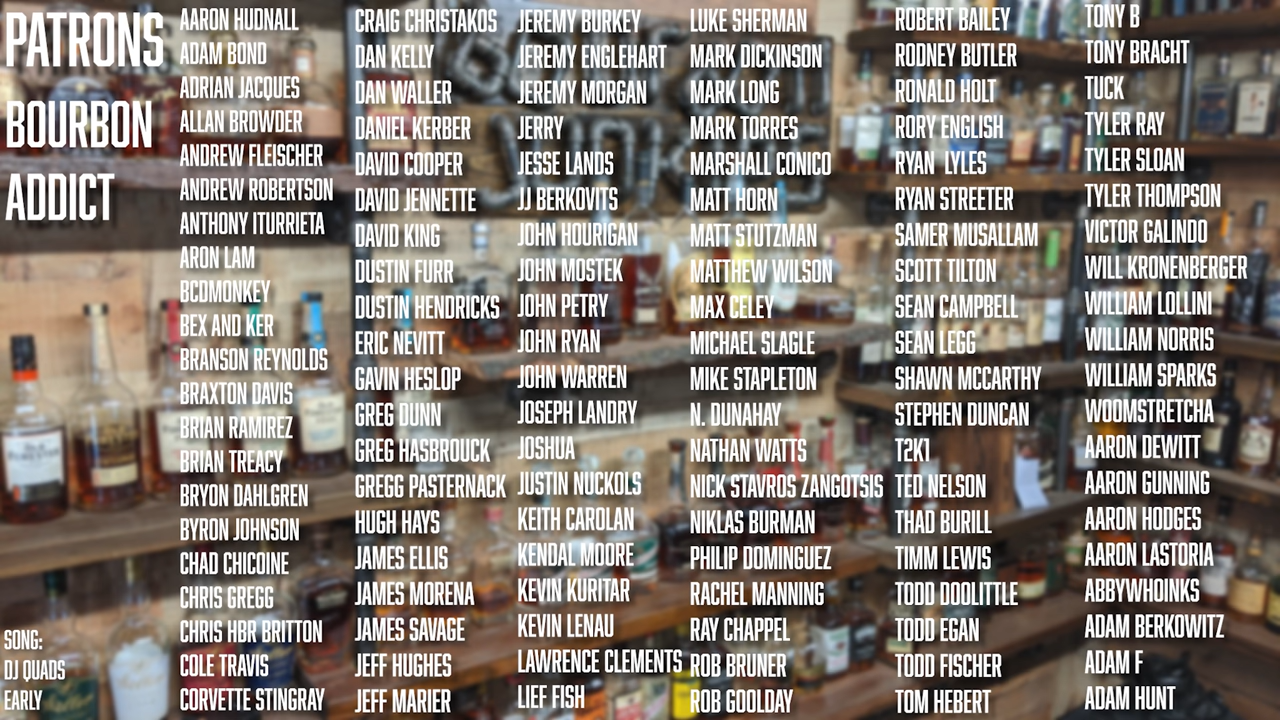 PATRONS
BOURBON
ADDICT
SONG:
DJ QUADS
EARLY
AARON HUDNALL
ADAM BOND
ADRIAN JACQUES
ALLAN BROWDER
ANDREW FLEISCHER
ANDREW ROBERTSON
ANTHONY ITURRIETA
ARON LAM
BCDMONKEY
BEX AND KER
BRANSON REYNOLDS
BRAXTON DAVIS
BRIAN RAMIREZ
BRIAN TREACY
BRYON DAHLGREN
BYRON JOHNSON
CHAD CHICOINE
CHRIS GREGG
CHRIS HBR BRITTON
COLE TRAVIS
CORVETTE STINGRAY
CRAIG CHRISTAKOS
DAN KELLY
DAN WALLER
DANIEL KERBER
DAVID COOPER
DAVID JENNETTE
DAVID KING
DUSTIN FURR
DUSTIN HENDRICKS
ERIC NEVITT
GAVIN HESLOP
GREG DUNN
GREG HASBROUCK
GREGG PASTERNACK
HUGH HAYS
JAMES ELLIS
JAMES MORENA
JAMES SAVAGE
JEFF HUGHES
JEFF MARIER
JEREMY BURKEY
JEREMY ENGLEHART
JEREMY MORGAN
JERRY
JESSE LANDS
JJ BERKOVITS
JOHN HOURIGAN
JOHN MOSTEK
JOHN PETRY
JOHN RYAN
JOHN WARREN
JOSEPH LANDRY
JOSHUA
JUSTIN NUCKOLS
KEITH CAROLAN
KENDAL MOORE
KEVIN KURITAR
KEVIN LENAU
LAWRENCE CLEMENTS
LIEF FISH
LUKE SHERMAN
MARK DICKINSON
MARK LONG
MARK TORRES
MARSHALL CONICO
MATT HORN
MATT STUTZMAN
MATTHEW WILSON
MAX CELEY
MICHAEL SLAGLE
MIKE STAPLETON
N. DUNAHAY
NATHAN WATTS
NICK STAVROS ZANGOTSIS
NIKLAS BURMAN
PHILIP DOMINGUEZ
RACHEL MANNING
RAY CHAPPEL
ROB BRUNER
ROB GOOLDAY
ROBERT BAILEY
RODNEY BUTLER
RONALD HOLT
RORY ENGLISH
RYAN LYLES
RYAN STREETER
SAMER MUSALLAM
SCOTT TILTON
SEAN CAMPBELL
SEAN LEGG
SHAWN MCCARTHY
STEPHEN DUNCAN
T2K1
TED NELSON
THAD BURILL
TIMM LEWIS
TODD DOOLITTLE
TODD EGAN
TODD FISCHER
TOM HEBERT
TONY B
TONY BRACHT
TUCK
TYLER RAY
TYLER SLOAN
TYLER THOMPSON
VICTOR GALINDO
WILL KRONENBERGER
WILLIAM LOLLINI
WILLIAM NORRIS
WILLIAM SPARKS
WOOMSTRETCHA
AARON DEWITT
AARON GUNNING
AARON HODGES
AARON LASTORIA
ABBYWHOINKS
ADAM BERKOWITZ
ADAM F
ADAM HUNT